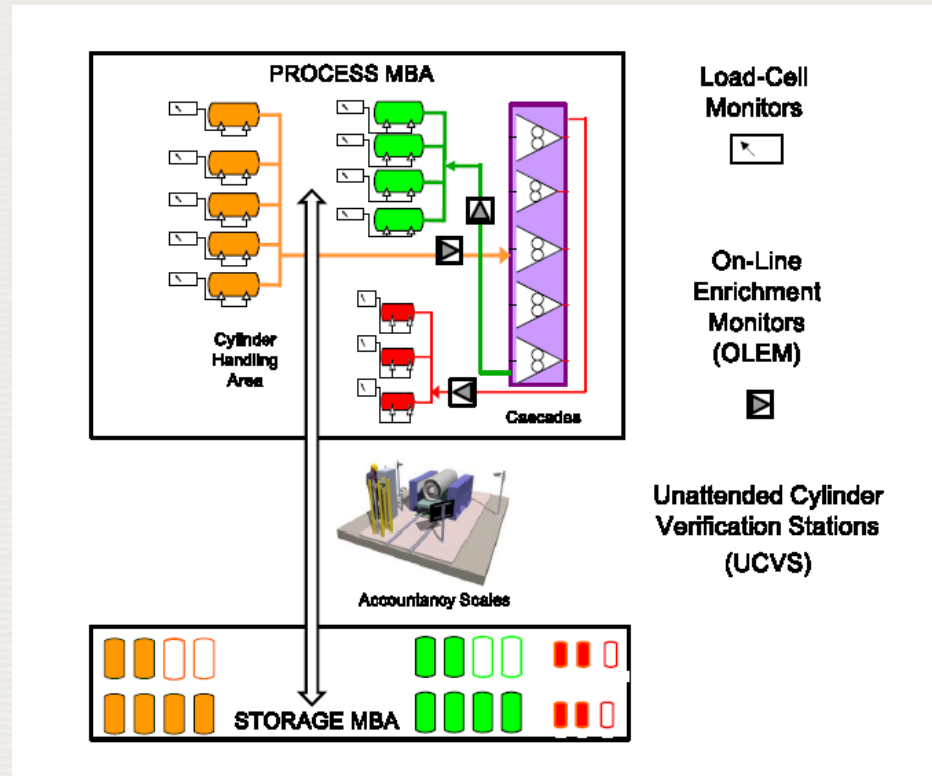 PROCESS MBA
Cylinder
Handling
Area
Cascades
Accountancy Scales
STORAGE MBA
Load-Cell
Monitors
On-Line
Enrichment
Monitors
(OLEM)
Unattended Cylinder
Verification Stations
(UCVS)